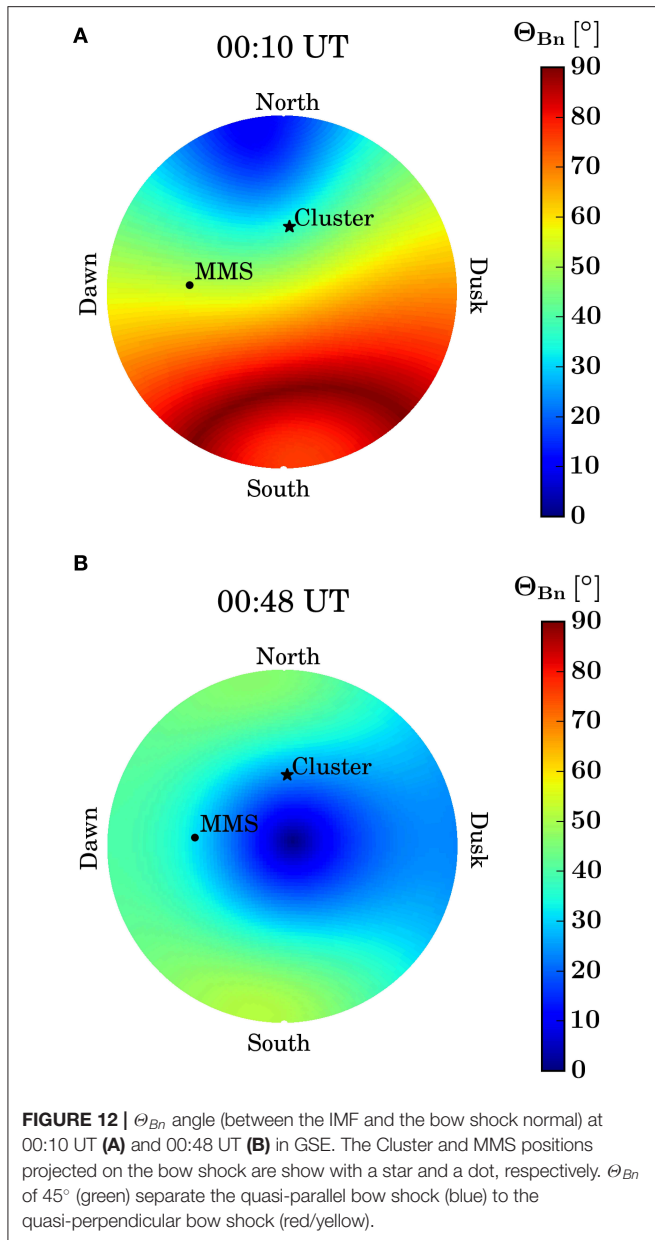 A
00:10 UT
Θ_Bn [°]
North
90
80
70
60
50
40
30
20
10
0
Cluster
MMS
Dawn
Dusk
South
B
00:48 UT
Θ_Bn [°]
North
90
80
70
60
50
40
30
20
10
0
Cluster
MMS
Dawn
Dusk
South
FIGURE 12 | Θ_Bn angle (between the IMF and the bow shock normal) at
00:10 UT (A) and 00:48 UT (B) in GSE. The Cluster and MMS positions
projected on the bow shock are show with a star and a dot, respectively. Θ_Bn
of 45° (green) separate the quasi-parallel bow shock (blue) to the
quasi-perpendicular bow shock (red/yellow).